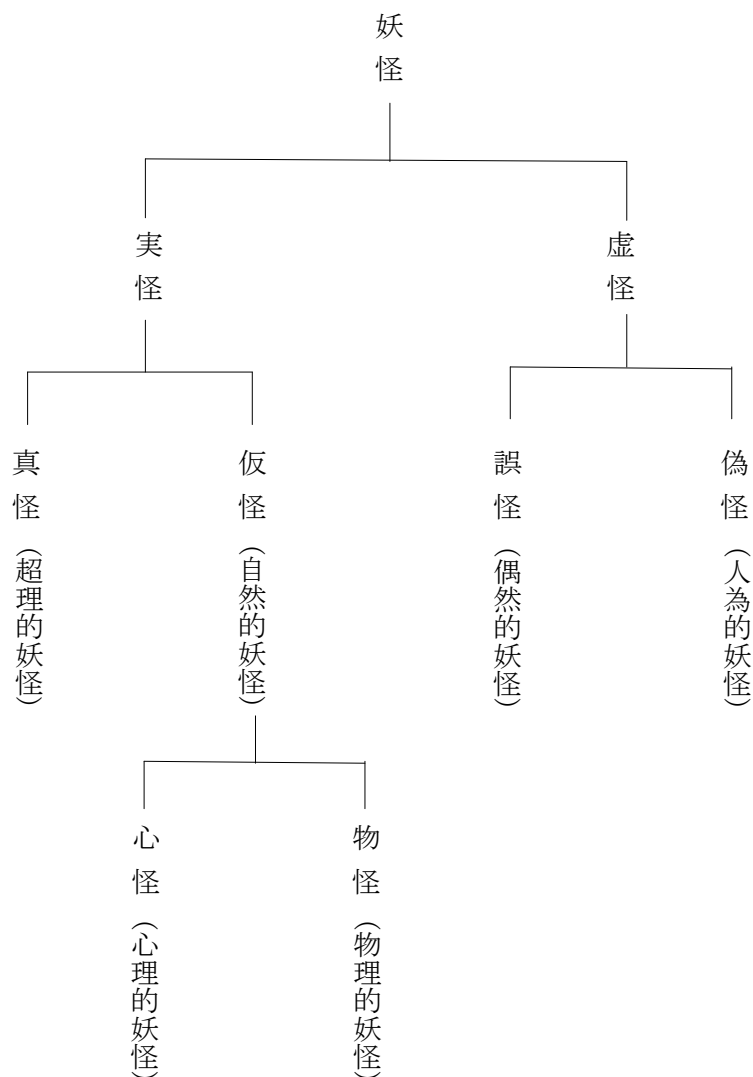 妖怪
虚怪
実怪
偽怪（人為的妖怪）
誤怪（偶然的妖怪）
仮怪（自然的妖怪）
真怪（超理的妖怪）
物怪（物理的妖怪）
心怪（心理的妖怪）